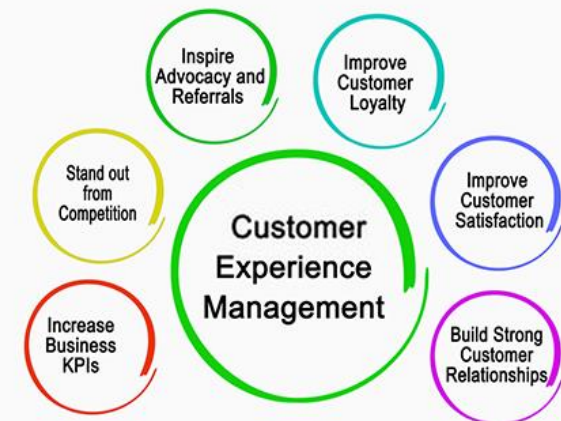 Inspire
Advocacy and
Referrals
Improve
Customer
Loyalty
Stand out
from
Competition
Improve
Customer
Satisfaction
Customer
Experience
Management
Increase
Business
KPIs
Build Strong
Customer
Relationships